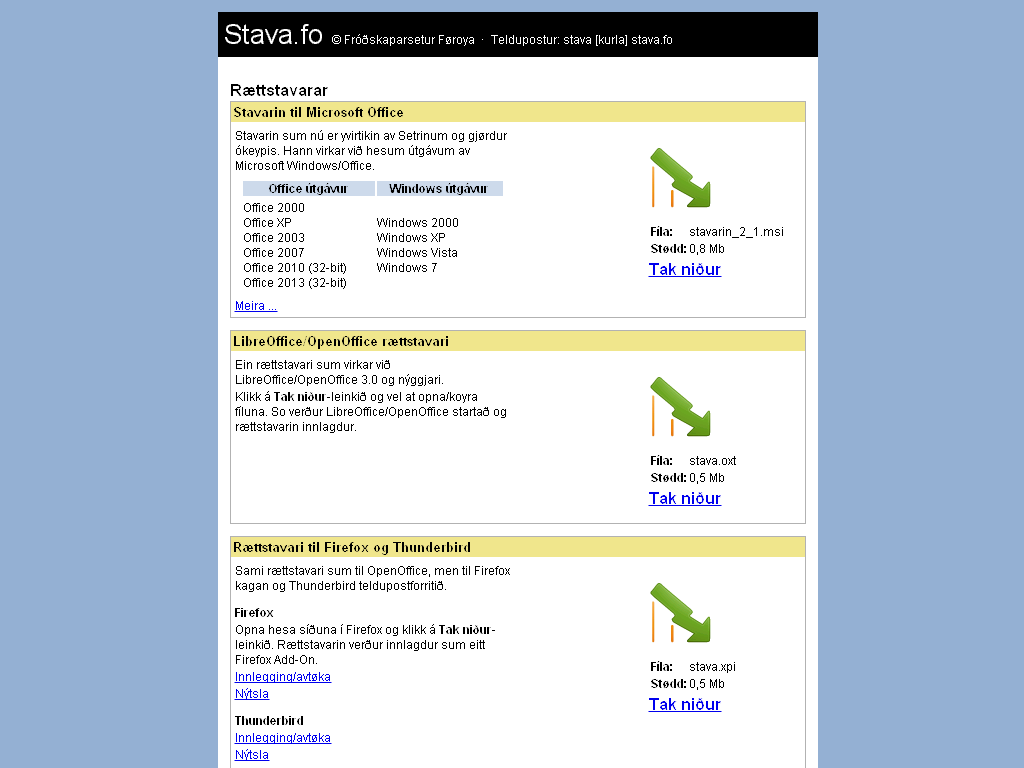 Stava.fo © Fróðskaparsetur Føroya · Teldupostur: stava [kurla] stava.fo
Rættstavarar
Stavarin til Microsoft Office
Stavarin sum nú er yvirtikin av Setrinum og gjørdur
ókeypis. Hann virkar við hesum útgávum av
Microsoft Windows/Office.
Office útgávur Windows útgávur
Office 2000
Office XP Windows 2000
Office 2003 Windows XP
Office 2007 Windows Vista
Office 2010 (32-bit) Windows 7
Office 2013 (32-bit)
Meira ...
Fíla: stavarin_2_1.msi
Stødd: 0,8 Mb
Tak niður
LibreOffice/OpenOffice rættstavari
Ein rættstavari sum virkar við
LibreOffice/OpenOffice 3.0 og nýggjari.
Klikk á Tak niður-leinkið og vel at opna/koyra
fíluna. So verður LibreOffice/OpenOffice startað og
rættstavarin innlagdur.
Fíla: stava.oxt
Stødd: 0,5 Mb
Tak niður
Rættstavari til Firefox og Thunderbird
Sami rættstavari sum til OpenOffice, men til Firefox
kagan og Thunderbird teldupostforritið.
Firefox
Opna hesa síðuna í Firefox og klikk á Tak niður-
leinkið. Rættstavarin verður innlagdur sum eitt
Firefox Add-On.
Innlegging/avtøka
Nýtsla
Thunderbird
Innlegging/avtøka
Nýtsla
Fíla: stava.xpi
Stødd: 0,5 Mb
Tak niður